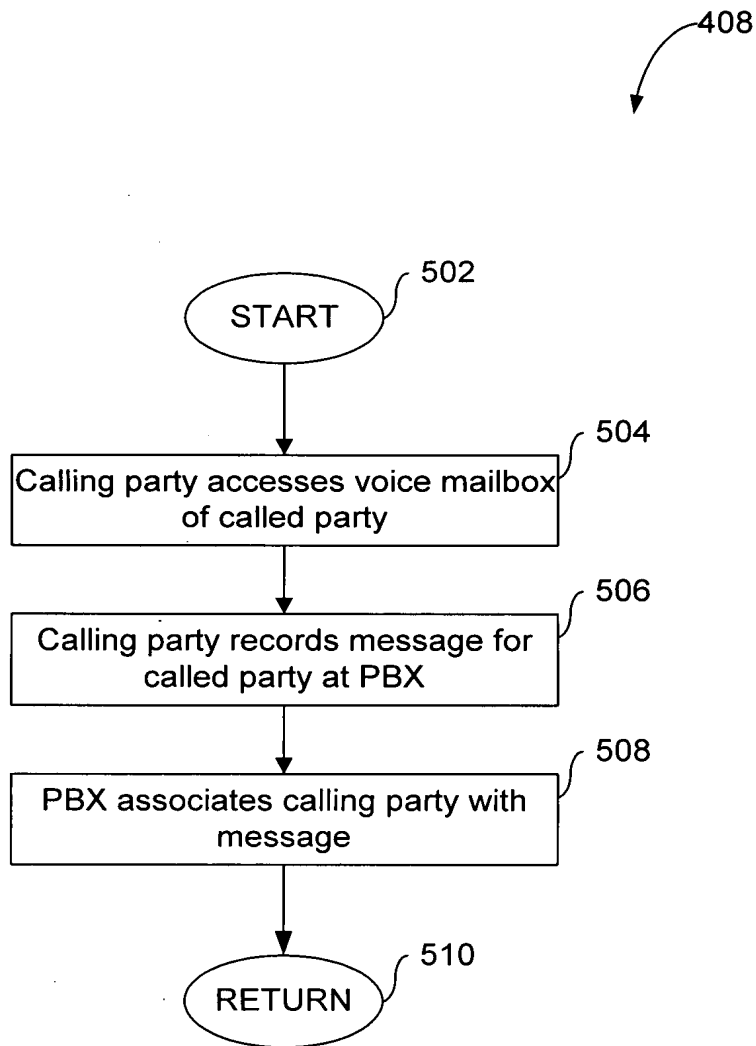 408
502
START
504
Calling party accesses voice mailbox
of called party
506
Calling party records message for
called party at PBX
508
PBX associates calling party with
message
510
RETURN